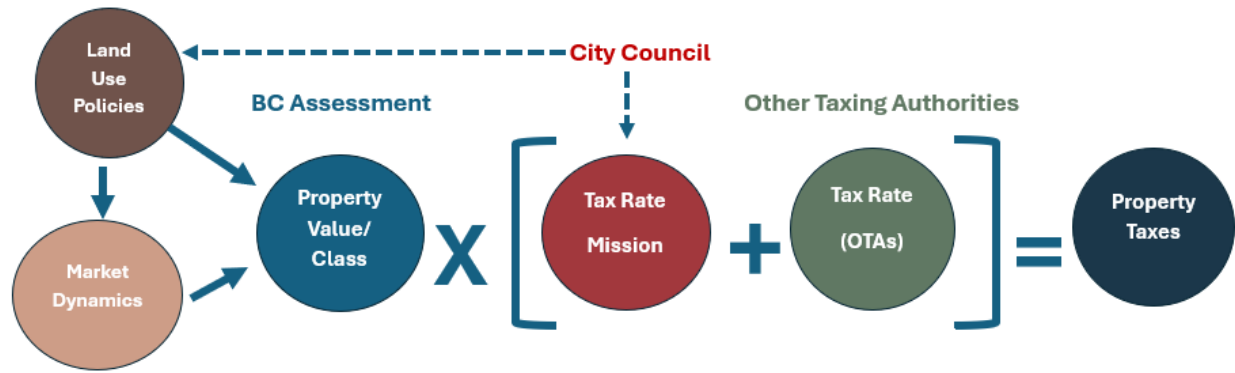 Land
Use
Policies
City Council
BC Assessment
Other Taxing Authorities
Market
Dynamics
Property
Value/
Class
X
[
Tax Rate
Mission
+
Tax Rate
(OTAs)
]
=
Property
Taxes